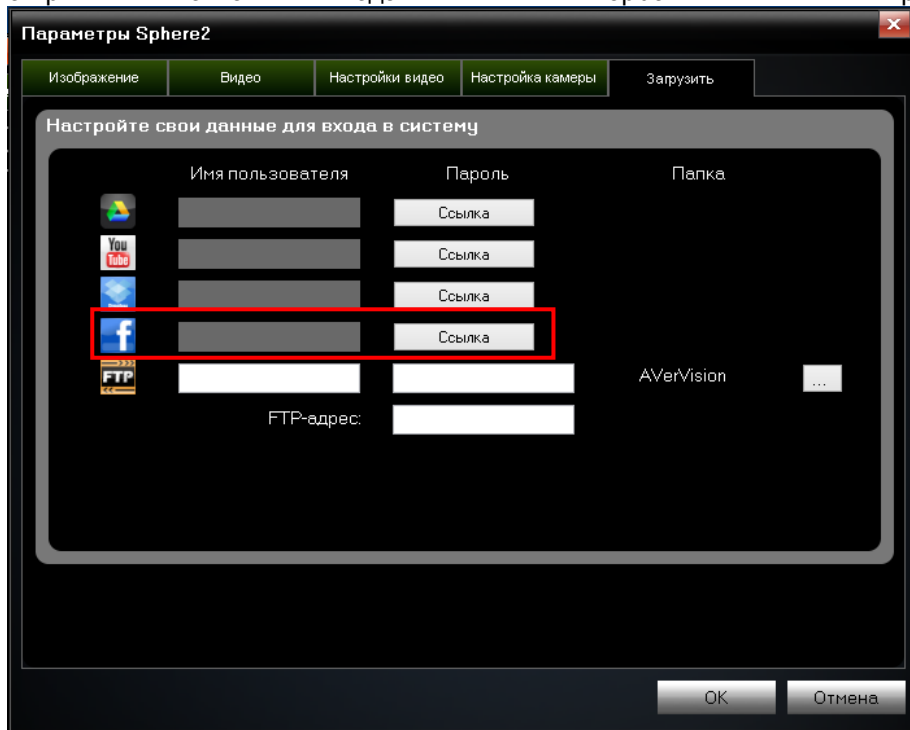 Параметры Sphere2
Изображение Видео Настройки видео Настройка камеры Загрузить
Настройте свои данные для входа в систему
Имя пользователя Пароль Папка
Ссылка
You Tube Ссылка
Ссылка
f Ссылка
FTP AVerVision ...
FTP-адрес:
OK Отмена